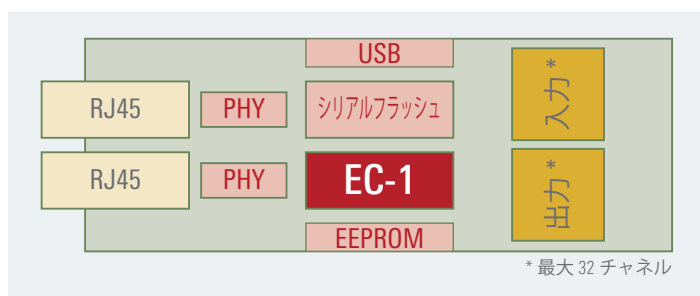 USB
RJ45
PHY
シリアルフラッシュ
入力*
RJ45
PHY
EC-1
出力*
EEPROM
* 最大 32 チャネル